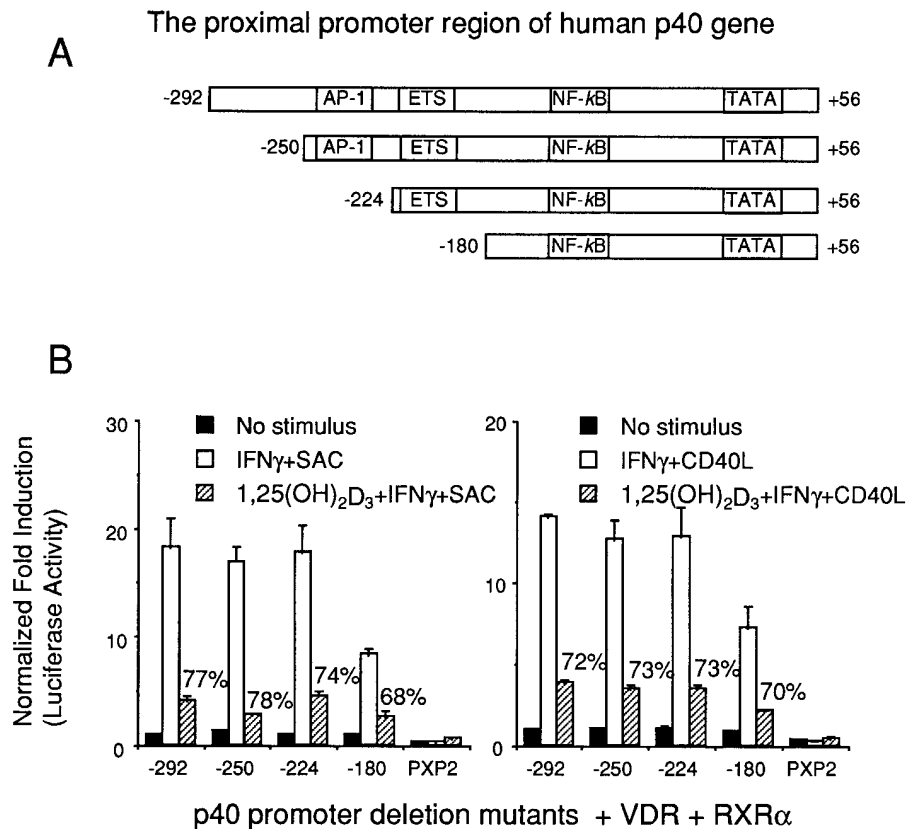 The proximal promoter region of human p40 gene
A
-292 AP-1 ETS NF-kB TATA +56
-250 AP-1 ETS NF-kB TATA +56
-224 ETS NF-kB TATA +56
-180 NF-kB TATA +56
B
Normalized Fold Induction
(Luciferase Activity)
30
20
10
0
No stimulus
IFNγ+SAC
1,25(OH)₂D₃+IFNγ+SAC
77%
78%
74%
68%
-292 -250 -224 -180 PXP2
20
10
0
No stimulus
IFNγ+CD40L
1,25(OH)₂D₃+IFNγ+CD40L
72%
73%
73%
70%
-292 -250 -224 -180 PXP2
p40 promoter deletion mutants + VDR + RXRα